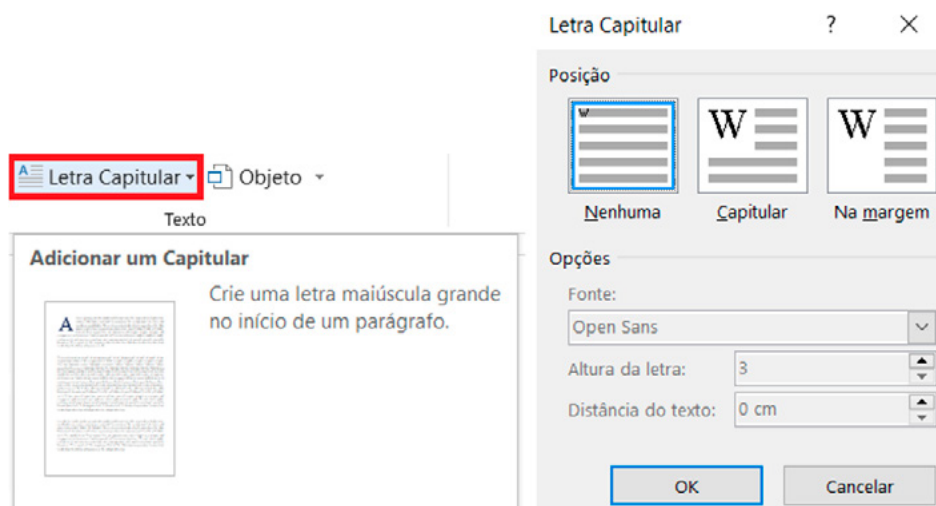 Letra Capitular
Objeto
Texto
Adicionar um Capitular
A
Crie uma letra maiúscula grande
no início de um parágrafo.
Letra Capitular ?
Posição
W W W
Nenhuma Capitular Na margem
Opções
Fonte:
Open Sans
Altura da letra: 3
Distância do texto: 0 cm
OK Cancelar